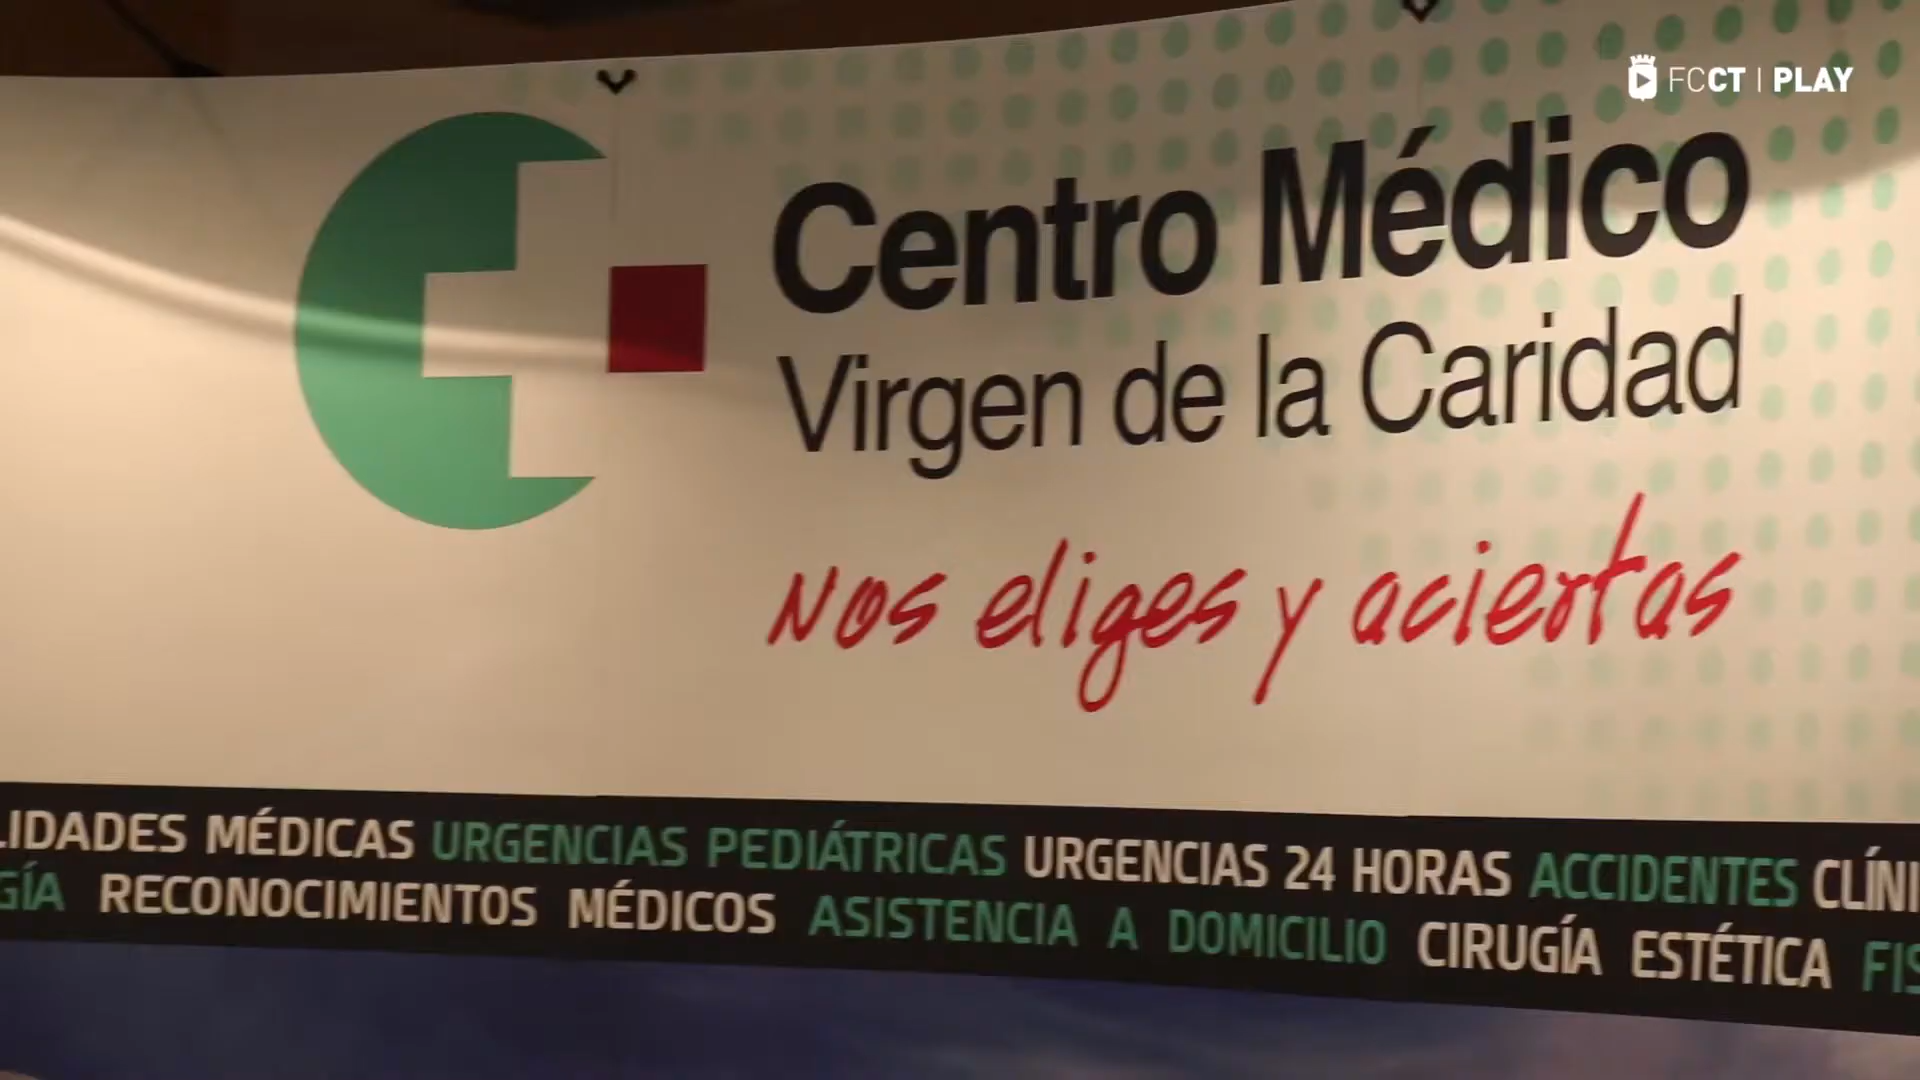 FCCT | PLAY
Centro Médico
Virgen de la Caridad
Nos eliges y aciertas
LIDADES MÉDICAS URGENCIAS PEDIÁTRICAS URGENCIAS 24 HORAS ACCIDENTES CLÍNI
GÍA RECONOCIMIENTOS MÉDICOS ASISTENCIA A DOMICILIO CIRUGÍA ESTÉTICA FIS